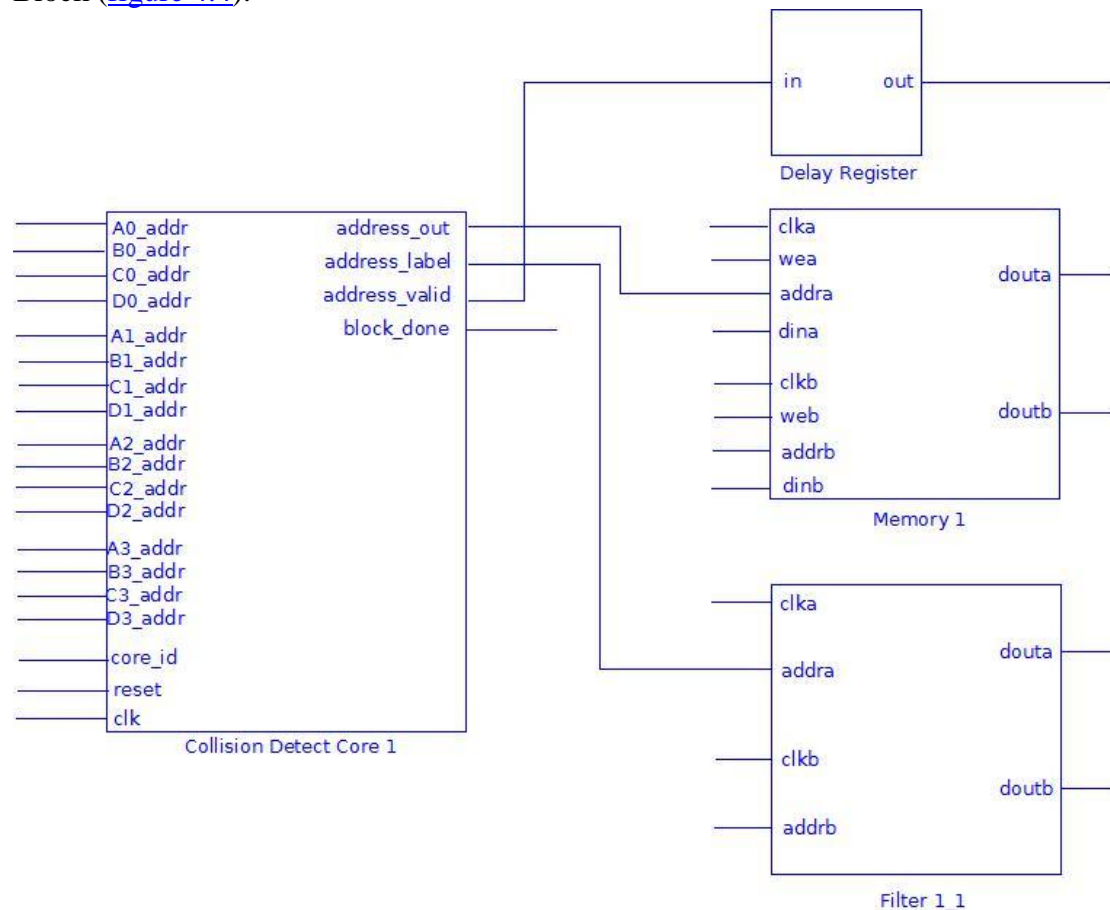 Block (figure 4.4).
in out
Delay Register
A0_addr address_out
B0_addr
C0_addr address_label
D0_addr address_valid
A1_addr block_done
B1_addr
C1_addr
D1_addr
A2_addr
B2_addr
C2_addr
D2_addr
A3_addr
B3_addr
C3_addr
D3_addr
core_id
reset
clk
Collision Detect Core 1
clka
wea
addra douta
dina
clkb
web doutb
addrb
dinb
Memory 1
clka
addra douta
clkb
addrb doutb
Filter 1_1